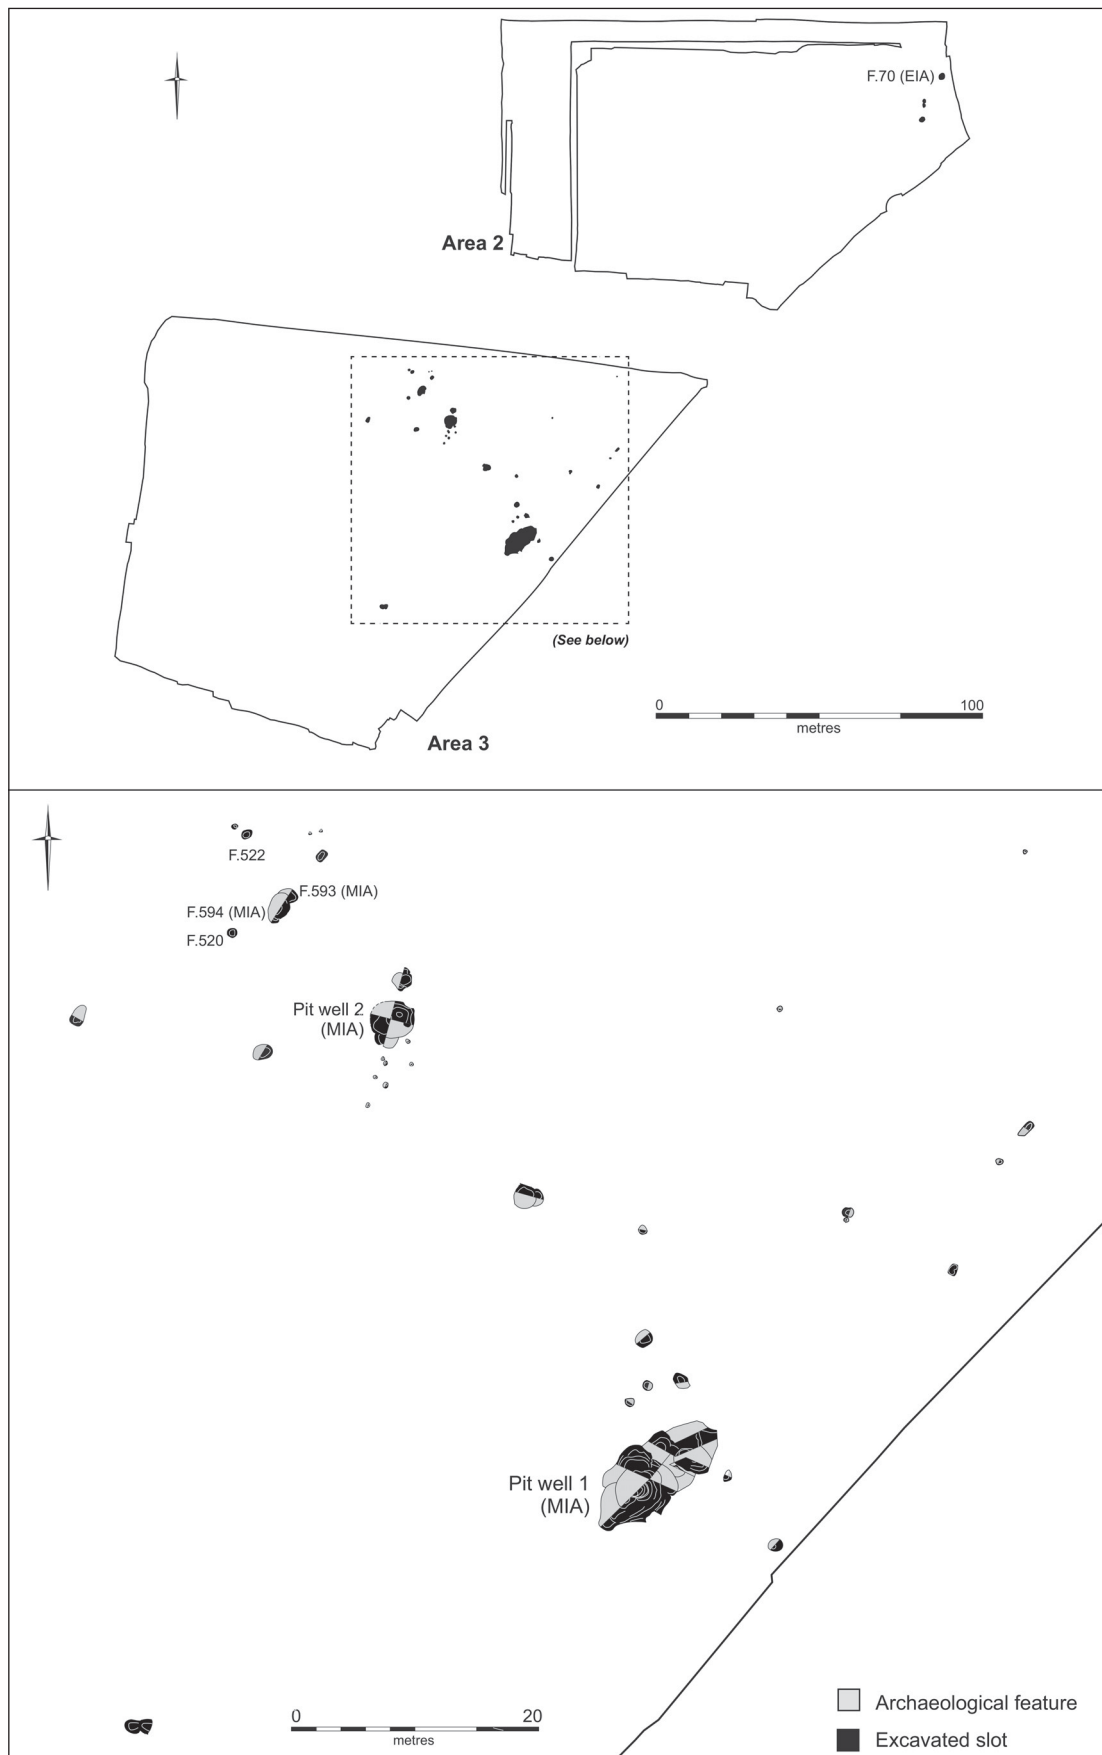 F.70 (EIA)
Area 2
(See below)
0 100
metres
Area 3
F.522
F.593 (MIA)
F.594 (MIA)
F.520
Pit well 2
(MIA)
Pit well 1
(MIA)
Archaeological feature
0 20
metres
Excavated slot